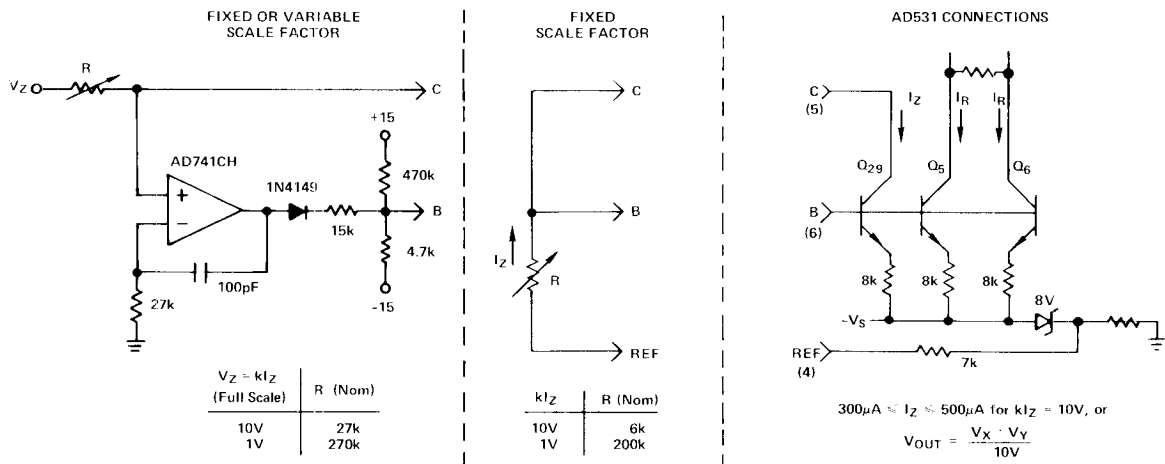 FIXED OR VARIABLE
SCALE FACTOR
VZ
R
C
AD741CH
+
−
1N4149
15k
+15
470k
B
4.7k
-15
100pF
27k
VZ = kIZ
(Full Scale)
R (Nom)
10V 27k
1V 270k
FIXED
SCALE FACTOR
C
B
IZ
R
REF
kIZ R (Nom)
10V 6k
1V 200k
AD531 CONNECTIONS
C
(5)
IZ
IR
IR
Q29
Q5
Q6
B
(6)
8k
8k
8k
8V
-VS
REF
(4)
7k
300μA ⩽ IZ ⩽ 500μA for kIZ = 10V, or
VOUT = VX · VY
10V